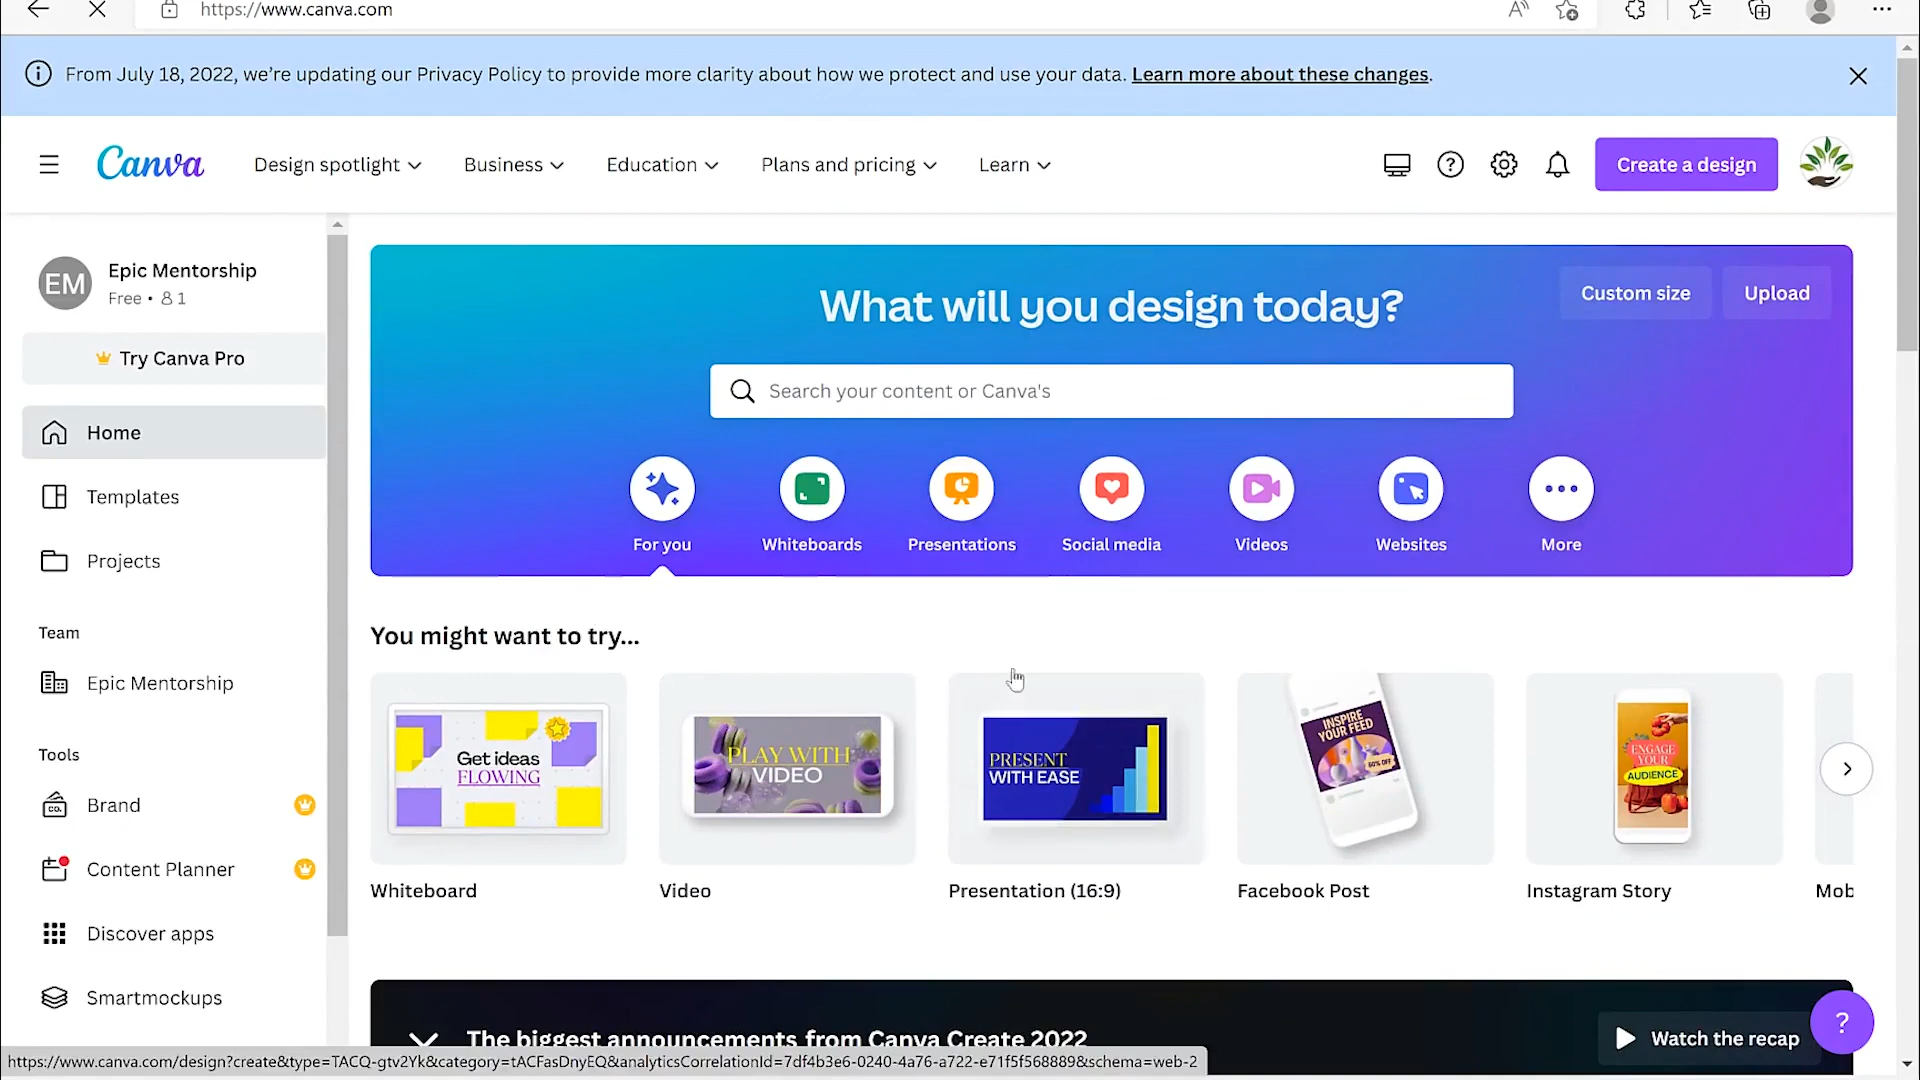 https://www.canva.com
From July 18, 2022, we're updating our Privacy Policy to provide more clarity about how we protect and use your data. Learn more about these changes.
Canva
Design spotlight
Business
Education
Plans and pricing
Learn
Create a design
EM
Epic Mentorship
Free • 1
Try Canva Pro
Home
Templates
Projects
Team
Epic Mentorship
Tools
Brand
Content Planner
Discover apps
Smartmockups
What will you design today?
Custom size
Upload
Search your content or Canva's
For you
Whiteboards
Presentations
Social media
Videos
Websites
More
You might want to try...
Get ideas
FLOWING
Whiteboard
PLAY WITH
VIDEO
Video
PRESENT
WITH EASE
Presentation (16:9)
INSPIRE
YOUR FEED
60% OFF
Facebook Post
ENGAGE
YOUR
AUDIENCE
Instagram Story
Mob
The biggest announcements from Canva Create 2022
Watch the recap
?
https://www.canva.com/design?create&type=TACQ-gtv2Yk&category=tACFasDnyEQ&analyticsCorrelationId=7df4b3e6-0240-4a76-a722-e71f5f568889&schema=web-2